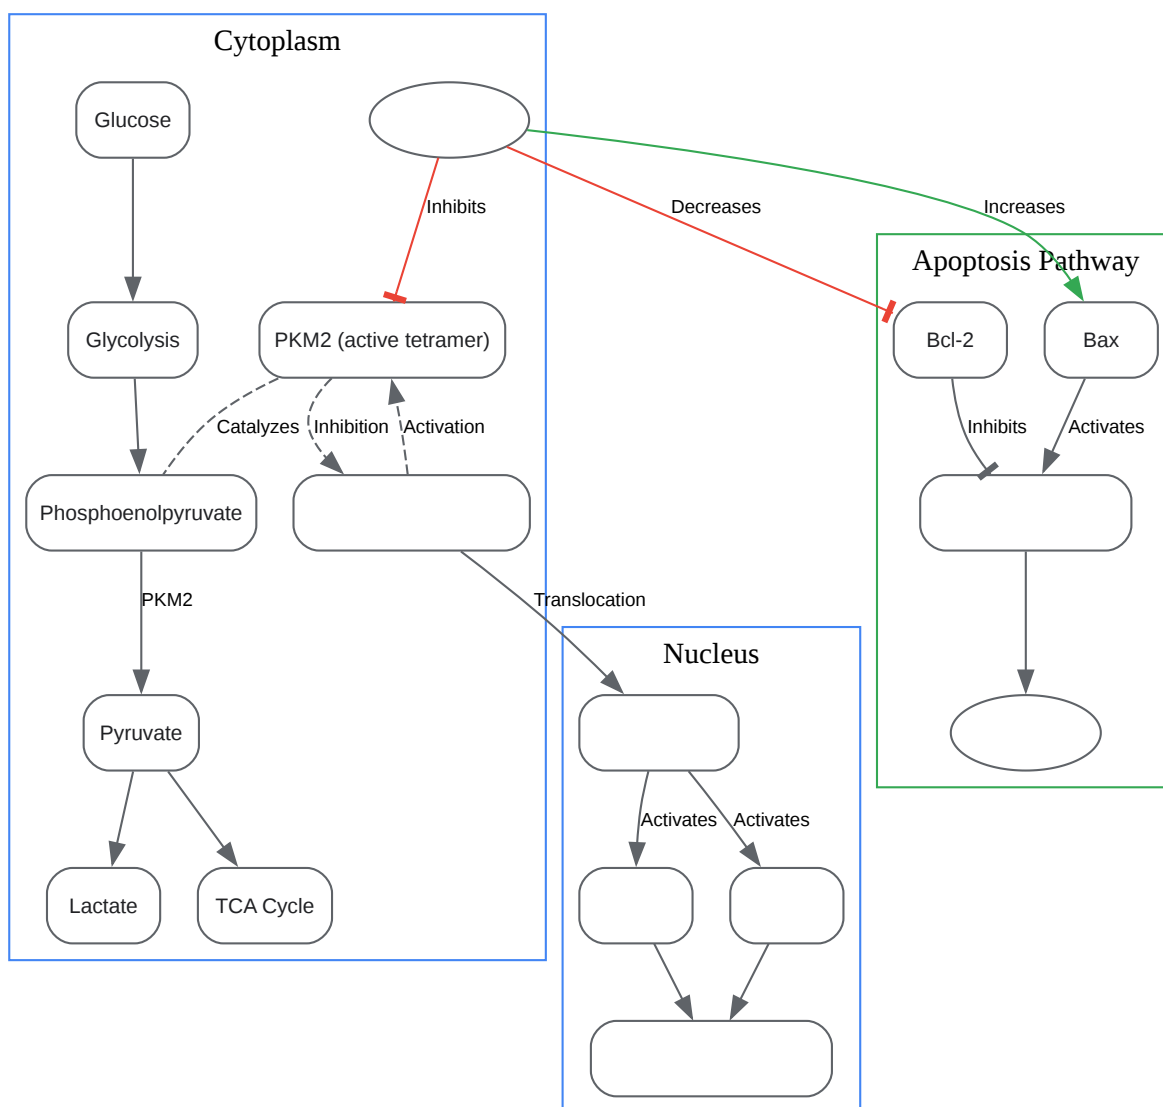 Cytoplasm
Glucose
Inhibits
Decreases
Increases
Apoptosis Pathway
Glycolysis
PKM2 (active tetramer)
Bcl-2
Bax
Catalyzes
Inhibition
Activation
Inhibits
Activates
Phosphoenolpyruvate
PKM2
Translocation
Nucleus
Pyruvate
Activates
Activates
Lactate
TCA Cycle